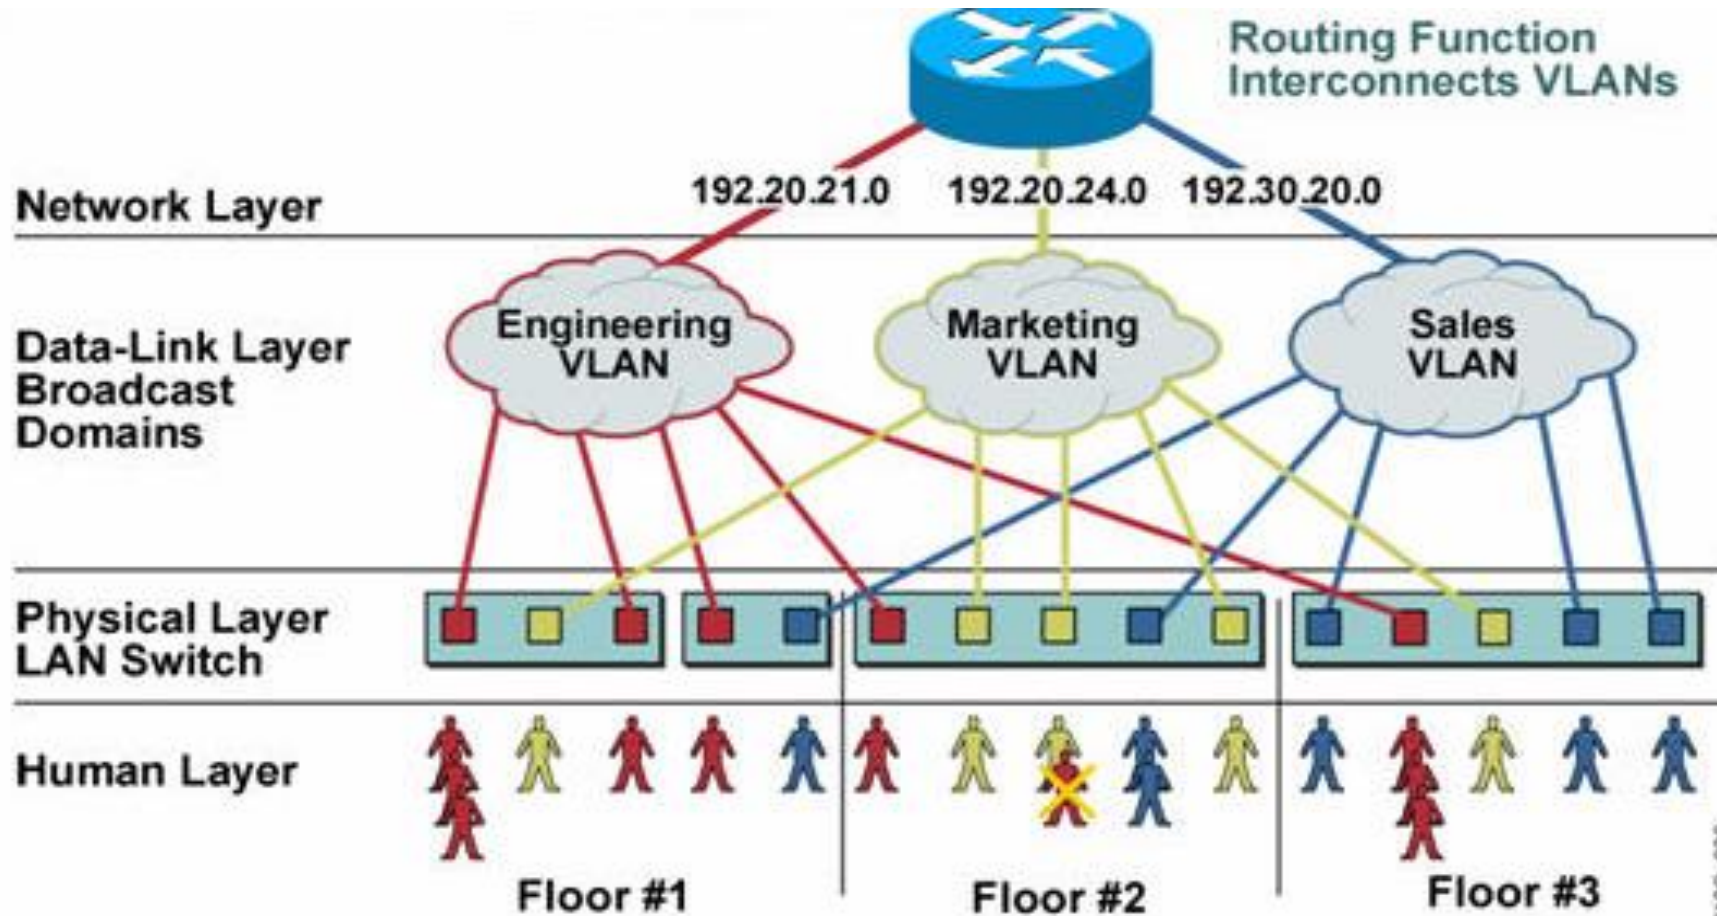 Routing Function
Interconnects VLANs
192.20.21.0
192.20.24.0
192.30.20.0
Network Layer
Engineering
VLAN
Marketing
VLAN
Sales
VLAN
Data-Link Layer
Broadcast
Domains
Physical Layer
LAN Switch
Human Layer
Floor #1
Floor #2
Floor #3